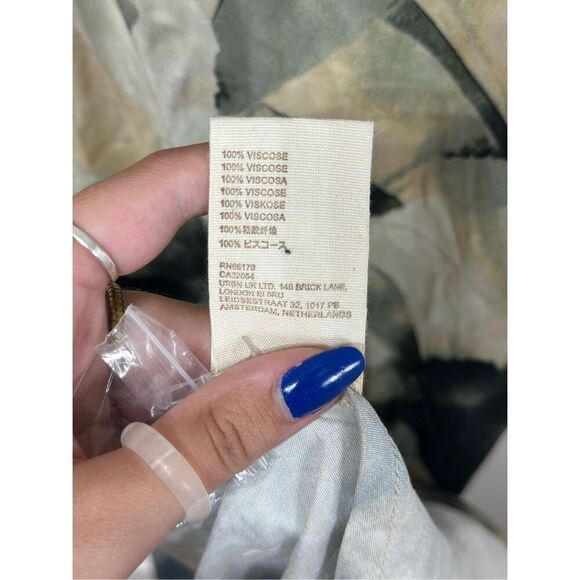 100% VISCOSE
100% VISCOSE
100% VISCOSA
100% VISCOSE
100% VISKOSE
100% VISCOSA
100% 粘胶纤维
100% ビスコース
RN66170
CA32054
URBN UK LTD. 146 BRICK LANE,
LONDON E1 6RU
LEIDSESTRAAT 32, 1017 PB
AMSTERDAM, NETHERLANDS